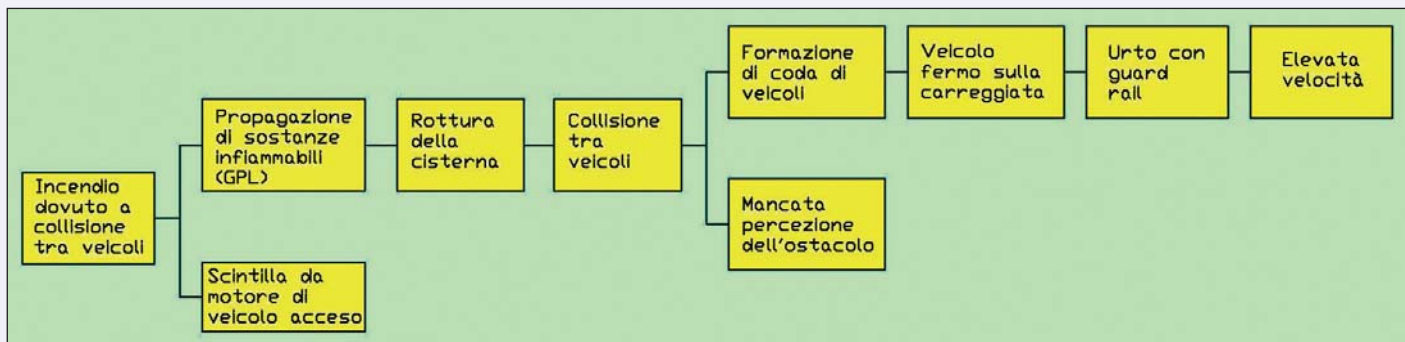 Incendio
dovuto a
collisione
tra veicoli
Propagazione
di sostanze
infiammabili
(GPL)
Scintilla da
motore di
veicolo acceso
Rottura
della
cisterna
Collisione
tra
veicoli
Formazione
di coda di
veicoli
Mancata
percezione
dell'ostacolo
Veicolo
fermo sulla
carreggiata
Urto con
guard
rail
Elevata
velocità